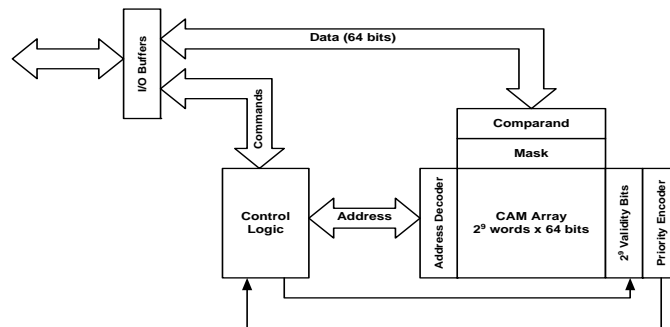 Data (64 bits)
I/O Buffers
Commands
Comparand
Mask
Control
Logic
Address
Address Decoder
CAM Array
2⁹ words x 64 bits
2⁹ Validity Bits
Priority Encoder